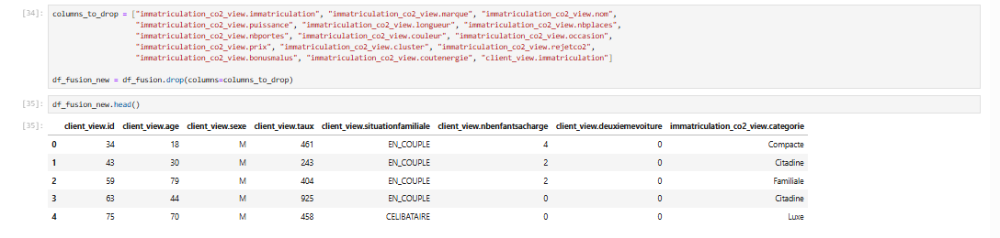 [34]: columns_to_drop = ["immatriculation_co2_view.immatriculation", "immatriculation_co2_view.marque", "immatriculation_co2_view.nom",
"immatriculation_co2_view.puissance", "immatriculation_co2_view.longueur", "immatriculation_co2_view.nbplaces",
"immatriculation_co2_view.nbportes", "immatriculation_co2_view.couleur", "immatriculation_co2_view.occasion",
"immatriculation_co2_view.prix", "immatriculation_co2_view.cluster", "immatriculation_co2_view.rejetco2",
"immatriculation_co2_view.bonusmalus", "immatriculation_co2_view.coutenergie", "client_view.immatriculation"]
df_fusion_new = df_fusion.drop(columns=columns_to_drop)
[35]: df_fusion_new.head()
[35]: client_view.id client_view.age client_view.sexe client_view.taux client_view.situationfamiliale client_view.nbenfantsacharge client_view.deuxiemevoiture immatriculation_co2_view.categorie
0 34 18 M 461 EN_COUPLE 4 0 Compacte
1 43 30 M 243 EN_COUPLE 2 0 Citadine
2 59 79 M 404 EN_COUPLE 2 0 Familiale
3 63 44 M 925 EN_COUPLE 0 0 Citadine
4 75 70 M 458 CELIBATAIRE 0 0 Luxe